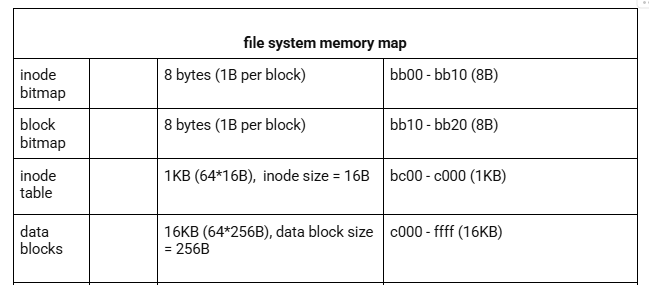 file system memory map
inode
bitmap
8 bytes (1B per block)
bb00 - bb10 (8B)
block
bitmap
8 bytes (1B per block)
bb10 - bb20 (8B)
inode
table
1KB (64*16B),  inode size = 16B
bc00 - c000 (1KB)
data
blocks
16KB (64*256B), data block size
= 256B
c000 - ffff (16KB)